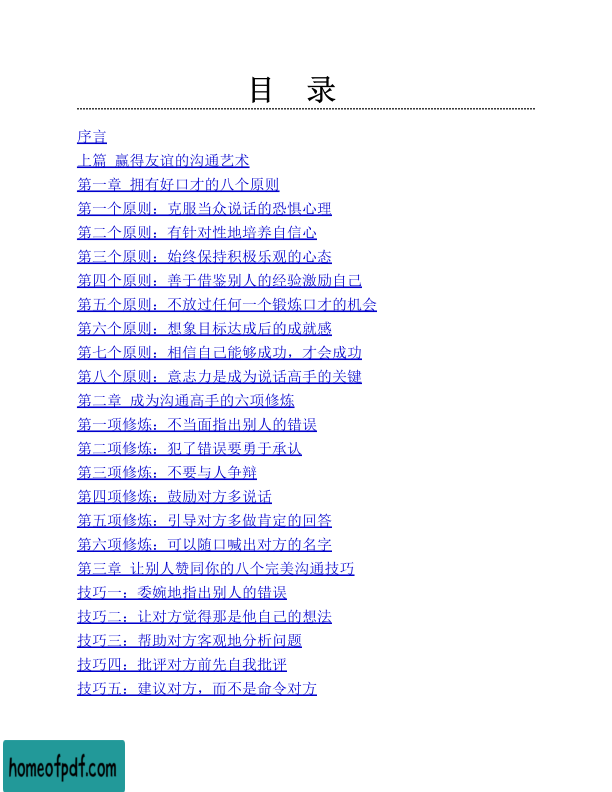 目 录
序言
上篇 赢得友谊的沟通艺术
第一章 拥有好口才的八个原则
第一个原则：克服当众说话的恐惧心理
第二个原则：有针对性地培养自信心
第三个原则：始终保持积极乐观的心态
第四个原则：善于借鉴别人的经验激励自己
第五个原则：不放过任何一个锻炼口才的机会
第六个原则：想象目标达成后的成就感
第七个原则：相信自己能够成功，才会成功
第八个原则：意志力是成为说话高手的关键
第二章 成为沟通高手的六项修炼
第一项修炼：不当面指出别人的错误
第二项修炼：犯了错误要勇于承认
第三项修炼：不要与人争辩
第四项修炼：鼓励对方多说话
第五项修炼：引导对方多做肯定的回答
第六项修炼：可以随口喊出对方的名字
第三章 让别人赞同你的八个完美沟通技巧
技巧一：委婉地指出别人的错误
技巧二：让对方觉得那是他自己的想法
技巧三：帮助对方客观地分析问题
技巧四：批评对方前先自我批评
技巧五：建议对方，而不是命令对方
homeofpdf.com